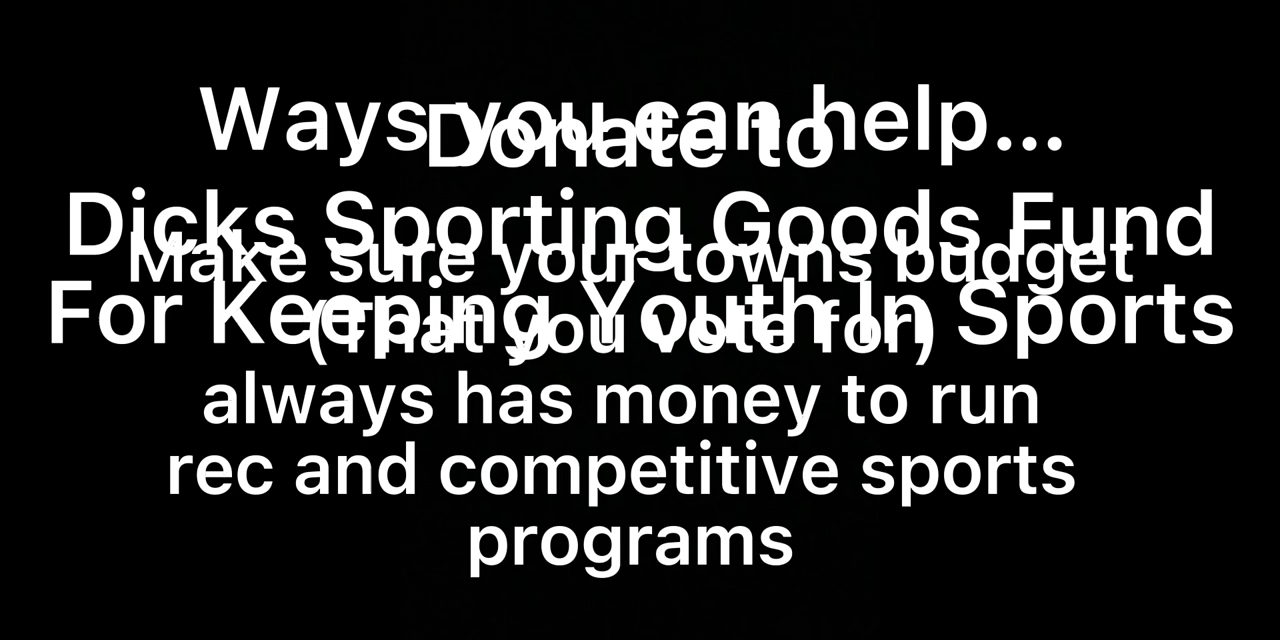 Ways you can help...
Donate to
Dicks Sporting Goods Fund
For Keeping Youth In Sports
Make sure your towns budget
(That you vote for)
always has money to run
rec and competitive sports
programs